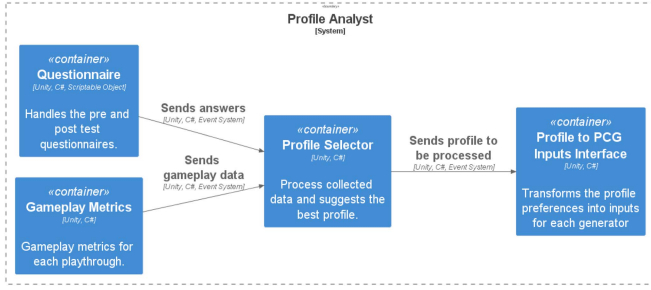 «boundary»
Profile Analyst
[System]
«container»
Questionnaire
[Unity, C#, Scriptable Object]
Handles the pre and
post test
questionnaires.
Sends answers
[Unity, C#, Event System]
«container»
Gameplay Metrics
[Unity, C#]
Gameplay metrics for
each playthrough.
Sends
gameplay data
[Unity, C#, Event System]
«container»
Profile Selector
[Unity, C#]
Process collected
data and suggests the
best profile.
Sends profile to
be processed
[Unity, C#, Event System]
«container»
Profile to PCG
Inputs Interface
[Unity, C#]
Transforms the profile
preferences into inputs
for each generator